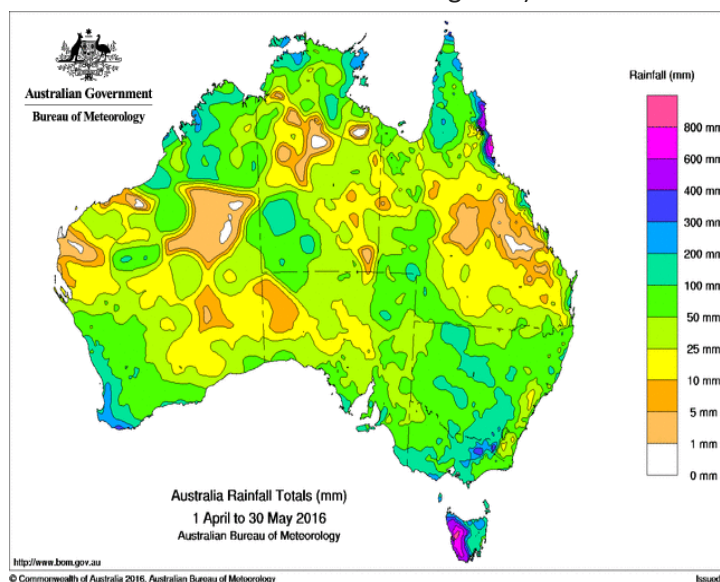 Australian Government
Bureau of Meteorology
Rainfall (mm)
800 mm
600 mm
400 mm
300 mm
200 mm
100 mm
50 mm
25 mm
10 mm
5 mm
1 mm
0 mm
Australia Rainfall Totals (mm)
1 April to 30 May 2016
Australian Bureau of Meteorology
http://www.bom.gov.au
© Commonwealth of Australia 2016, Australian Bureau of Meteorology
Issued